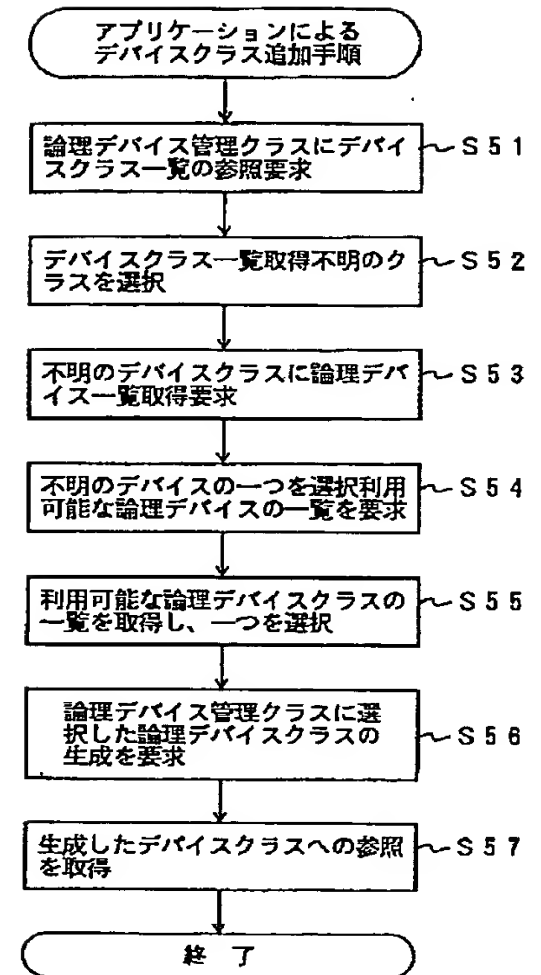 アプリケーションによる
デバイスクラス追加手順
論理デバイス管理クラスにデバイ
スクラス一覧の参照要求
S51
デバイスクラス一覧取得不明のク
ラスを選択
S52
不明のデバイスクラスに論理デバ
イス一覧取得要求
S53
不明のデバイスの一つを選択利用
可能な論理デバイスの一覧を要求
S54
利用可能な論理デバイスクラスの
一覧を取得し、一つを選択
S55
論理デバイス管理クラスに選
択した論理デバイスクラスの
生成を要求
S56
生成したデバイスクラスへの参照
を取得
S57
終了